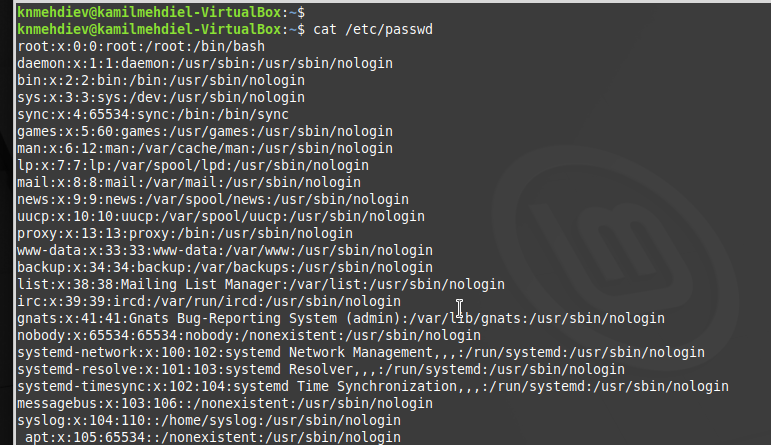 knmehdiev@kamilmehdiel-VirtualBox:~$
knmehdiev@kamilmehdiel-VirtualBox:~$ cat /etc/passwd
root:x:0:0:root:/root:/bin/bash
daemon:x:1:1:daemon:/usr/sbin:/usr/sbin/nologin
bin:x:2:2:bin:/bin:/usr/sbin/nologin
sys:x:3:3:sys:/dev:/usr/sbin/nologin
sync:x:4:65534:sync:/bin:/bin/sync
games:x:5:60:games:/usr/games:/usr/sbin/nologin
man:x:6:12:man:/var/cache/man:/usr/sbin/nologin
lp:x:7:7:lp:/var/spool/lpd:/usr/sbin/nologin
mail:x:8:8:mail:/var/mail:/usr/sbin/nologin
news:x:9:9:news:/var/spool/news:/usr/sbin/nologin
uucp:x:10:10:uucp:/var/spool/uucp:/usr/sbin/nologin
proxy:x:13:13:proxy:/bin:/usr/sbin/nologin
www-data:x:33:33:www-data:/var/www:/usr/sbin/nologin
backup:x:34:34:backup:/var/backups:/usr/sbin/nologin
list:x:38:38:Mailing List Manager:/var/list:/usr/sbin/nologin
irc:x:39:39:ircd:/var/run/ircd:/usr/sbin/nologin
gnats:x:41:41:Gnats Bug-Reporting System (admin):/var/lib/gnats:/usr/sbin/nologin
nobody:x:65534:65534:nobody:/nonexistent:/usr/sbin/nologin
systemd-network:x:100:102:systemd Network Management,,,:/run/systemd:/usr/sbin/nologin
systemd-resolve:x:101:103:systemd Resolver,,,:/run/systemd:/usr/sbin/nologin
systemd-timesync:x:102:104:systemd Time Synchronization,,,:/run/systemd:/usr/sbin/nologin
messagebus:x:103:106::/nonexistent:/usr/sbin/nologin
syslog:x:104:110::/home/syslog:/usr/sbin/nologin
_apt:x:105:65534::/nonexistent:/usr/sbin/nologin